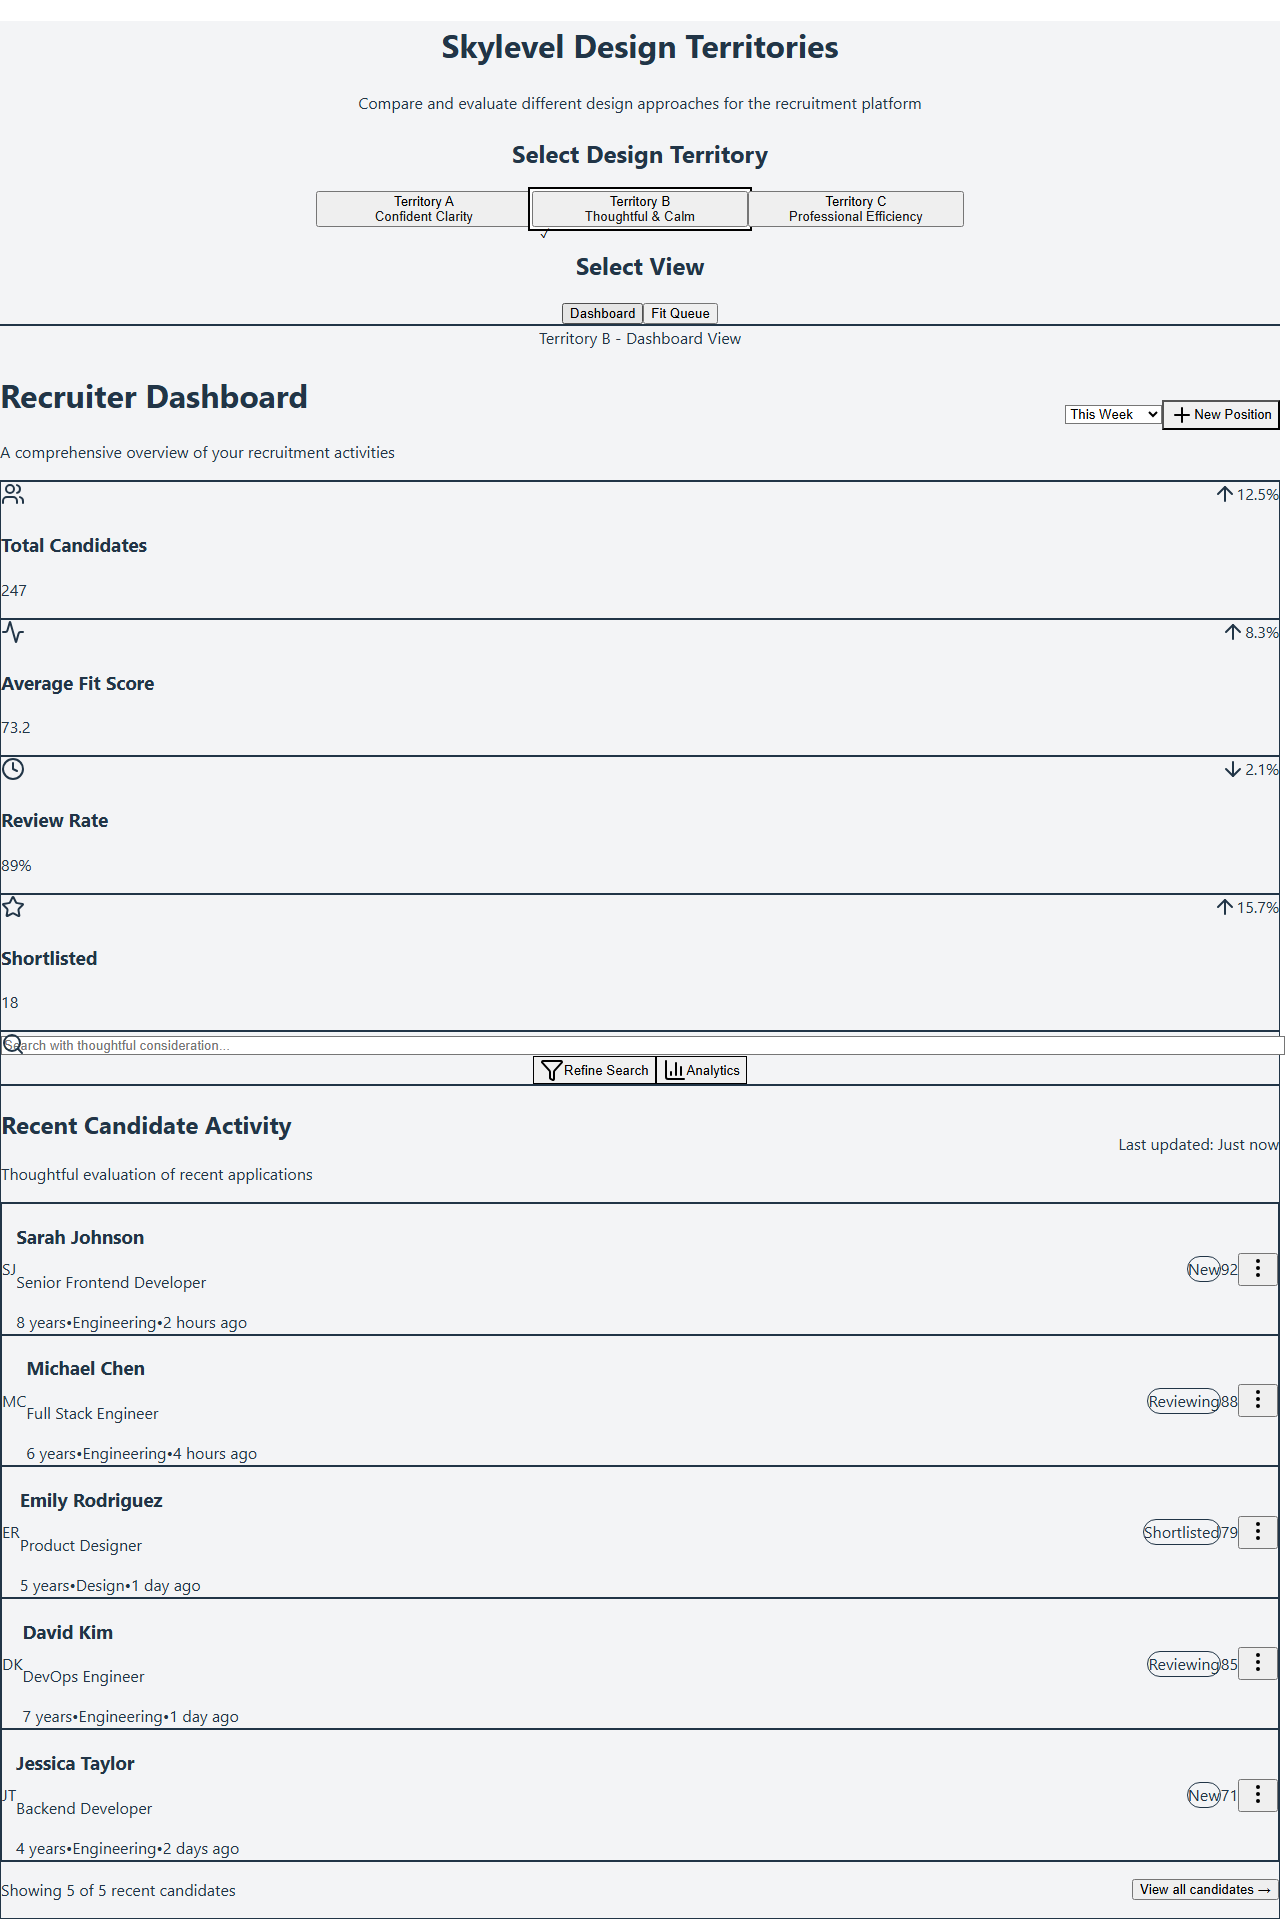 Skylevel Design Territories
Compare and evaluate different design approaches for the recruitment platform
Select Design Territory
Territory A
Confident Clarity
Territory B
Thoughtful & Calm
✓
Territory C
Professional Efficiency
Select View
Dashboard
Fit Queue
Territory B - Dashboard View
Recruiter Dashboard
A comprehensive overview of your recruitment activities
This Week
New Position
12.5%
Total Candidates
247
8.3%
Average Fit Score
73.2
2.1%
Review Rate
89%
15.7%
Shortlisted
18
Search with thoughtful consideration...
Refine Search
Analytics
Recent Candidate Activity
Thoughtful evaluation of recent applications
Last updated: Just now
SJ
Sarah Johnson
Senior Frontend Developer
8 years•Engineering•2 hours ago
New
92
MC
Michael Chen
Full Stack Engineer
6 years•Engineering•4 hours ago
Reviewing
88
ER
Emily Rodriguez
Product Designer
5 years•Design•1 day ago
Shortlisted
79
DK
David Kim
DevOps Engineer
7 years•Engineering•1 day ago
Reviewing
85
JT
Jessica Taylor
Backend Developer
4 years•Engineering•2 days ago
New
71
Showing 5 of 5 recent candidates
View all candidates →